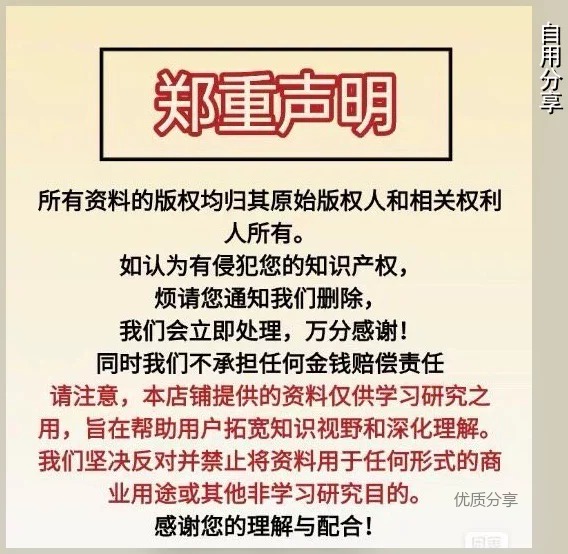 郑重声明
所有资料的版权均归其原始版权人和相关权利
人所有。
如认为有侵犯您的知识产权，
烦请您通知我们删除，
我们会立即处理，万分感谢！
同时我们不承担任何金钱赔偿责任
请注意，本店铺提供的资料仅供学习研究之
用，旨在帮助用户拓宽知识视野和深化理解。
我们坚决反对并禁止将资料用于任何形式的商
业用途或其他非学习研究目的。
感谢您的理解与配合！
优质分享
自用分享